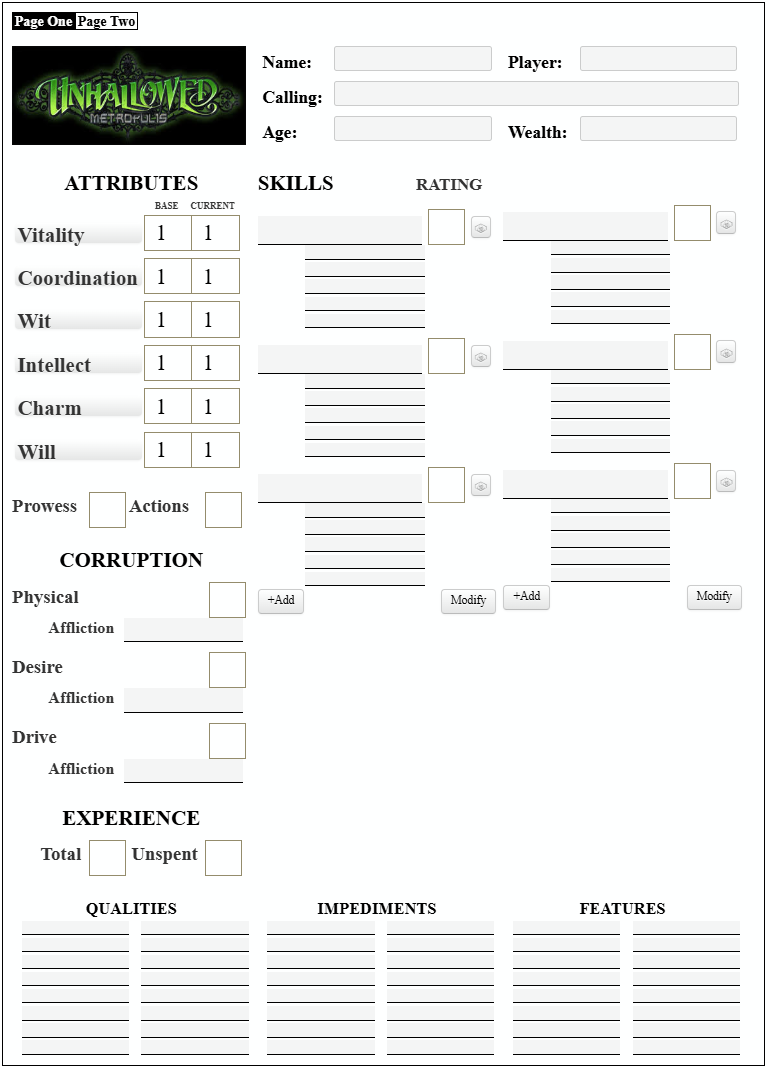 Page One Page Two
UNHALLOWED
METROPOLIS
Name:
Player:
Calling:
Age:
Wealth:
ATTRIBUTES
BASE CURRENT
Vitality 1 1
Coordination 1 1
Wit 1 1
Intellect 1 1
Charm 1 1
Will 1 1
Prowess Actions
CORRUPTION
Physical
Affliction
Desire
Affliction
Drive
Affliction
EXPERIENCE
Total Unspent
SKILLS RATING
+Add Modify
+Add Modify
QUALITIES IMPEDIMENTS FEATURES